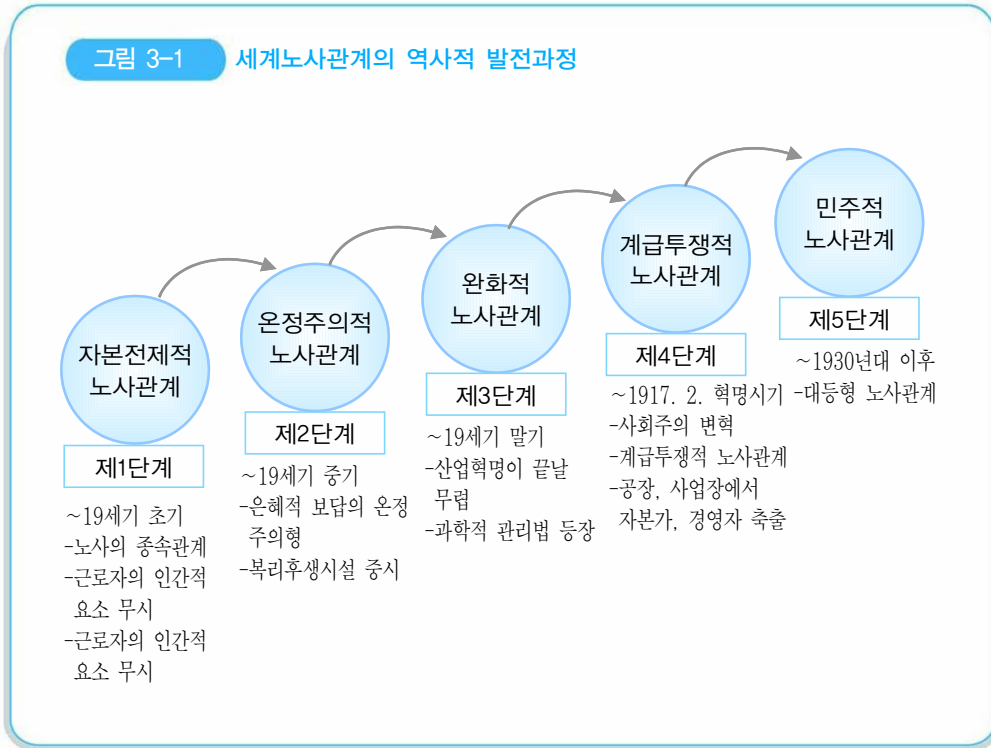 그림 3-1 세계노사관계의 역사적 발전과정
자본전제적
노사관계
제1단계
~19세기 초기
-노사의 종속관계
-근로자의 인간적
요소 무시
-근로자의 인간적
요소 무시
온정주의적
노사관계
제2단계
~19세기 중기
-은혜적 보답의 온정
주의형
-복리후생시설 중시
완화적
노사관계
제3단계
~19세기 말기
-산업혁명이 끝날
무렵
-과학적 관리법 등장
계급투쟁적
노사관계
제4단계
~1917. 2. 혁명시기
-사회주의 변혁
-계급투쟁적 노사관계
-공장, 사업장에서
자본가, 경영자 축출
민주적
노사관계
제5단계
~1930년대 이후
-대등형 노사관계